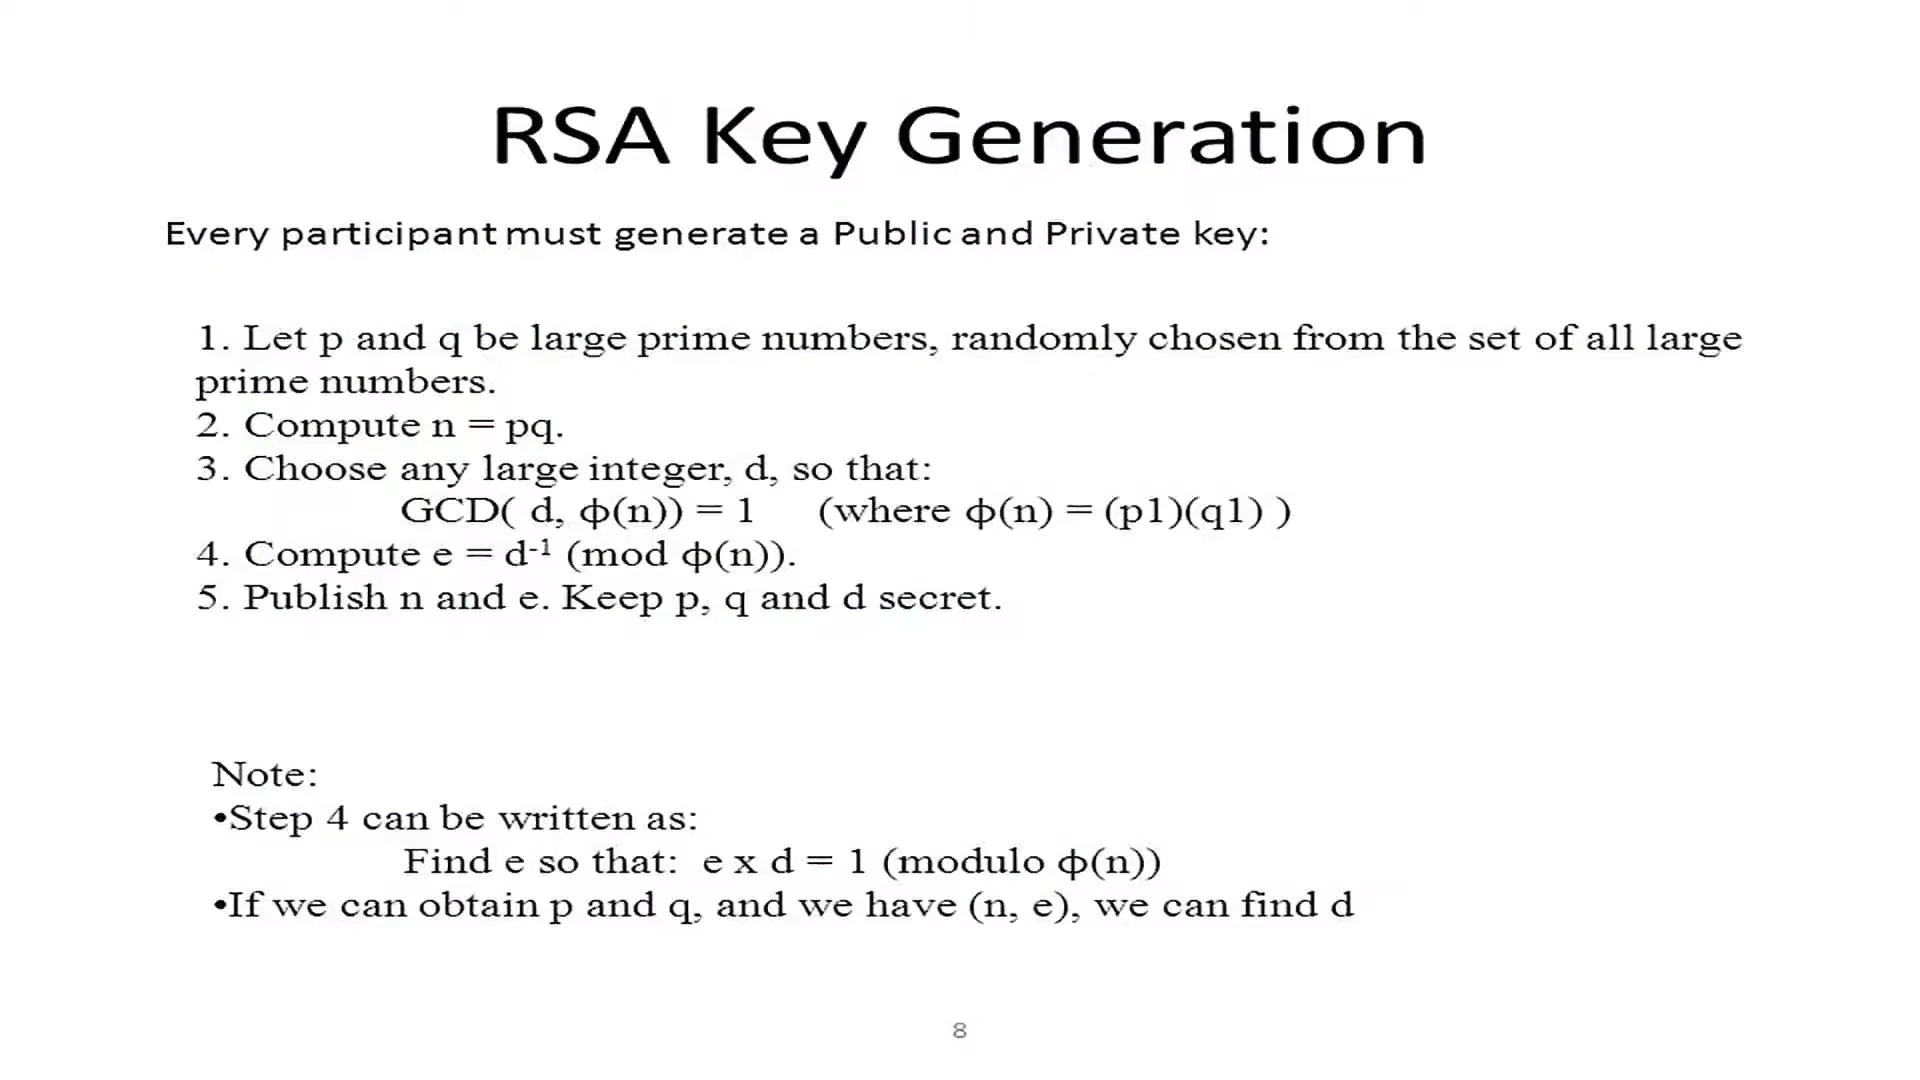 RSA Key Generation
Every participant must generate a Public and Private key:
1. Let p and q be large prime numbers, randomly chosen from the set of all large
prime numbers.
2. Compute n = pq.
3. Choose any large integer, d, so that:
GCD( d, ϕ(n)) = 1 (where ϕ(n) = (p1)(q1) )
4. Compute e = d⁻¹ (mod ϕ(n)).
5. Publish n and e. Keep p, q and d secret.
Note:
•Step 4 can be written as:
Find e so that: e x d = 1 (modulo ϕ(n))
•If we can obtain p and q, and we have (n, e), we can find d
8